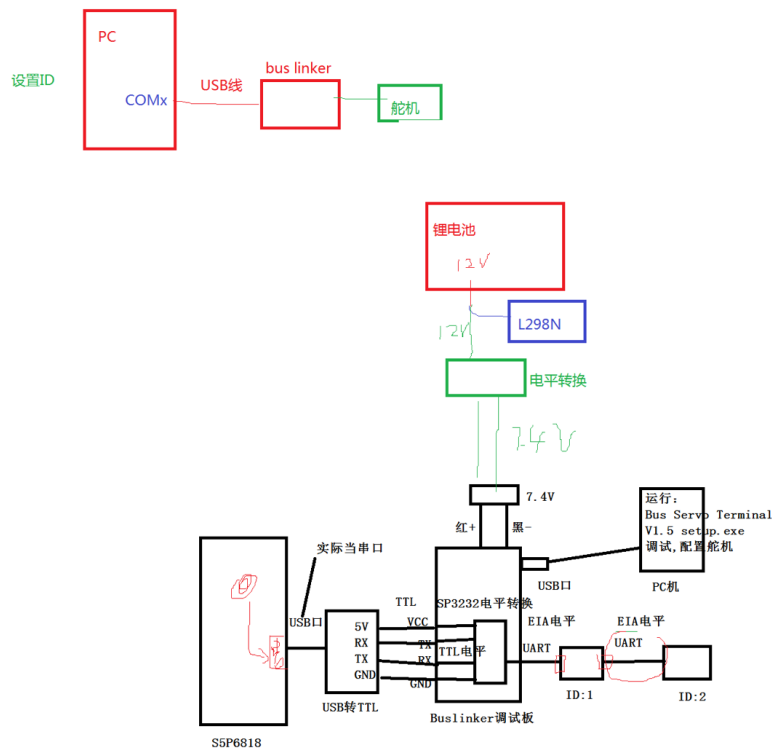 PC
bus linker
设置ID
USB线
COMx
舵机
锂电池
12V
12V
L298N
电平转换
7.4V
7.4V
运行:
Bus Servo Terminal
V1.5 setup.exe
调试,配置舵机
红+
黑-
实际当串口
USB口
PC机
TTL
SP3232电平转换
EIA电平
EIA电平
USB口
5V
VCC
RX
TX
TTL电平
UART
UART
TX
RX
GND
GND
ID:1
ID:2
USB转TTL
Buslinker调试板
S5P6818